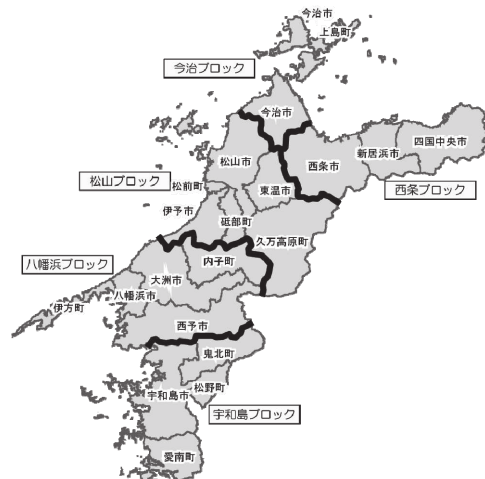 今治市
上島町
今治ブロック
今治市
四国中央市
新居浜市
松山市
西条市
松山ブロック
松前町
東温市
西条ブロック
伊予市
砥部町
久万高原町
八幡浜ブロック
内子町
大洲市
八幡浜市
伊方町
西予市
鬼北町
松野町
宇和島市
宇和島ブロック
愛南町